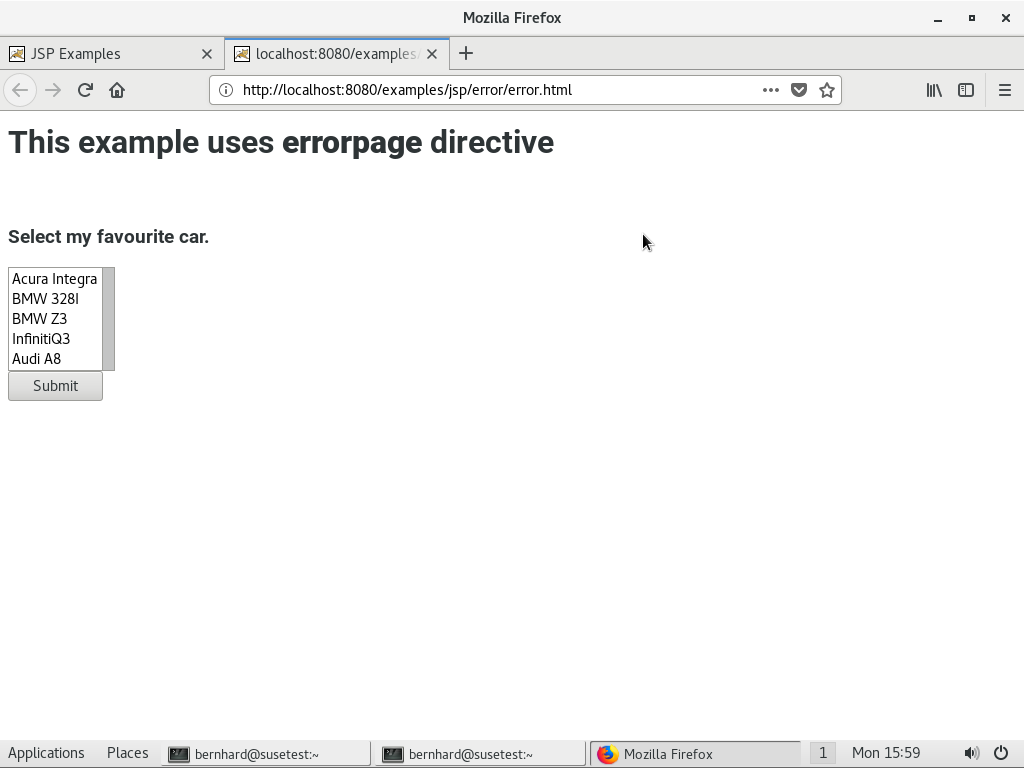 Mozilla Firefox
JSP Examples
localhost:8080/examples
http://localhost:8080/examples/jsp/error/error.html
This example uses errorpage directive
Select my favourite car.
Acura Integra
BMW 328I
BMW Z3
InfinitiQ3
Audi A8
Submit
Applications Places bernhard@susetest:~ bernhard@susetest:~ Mozilla Firefox 1 Mon 15:59